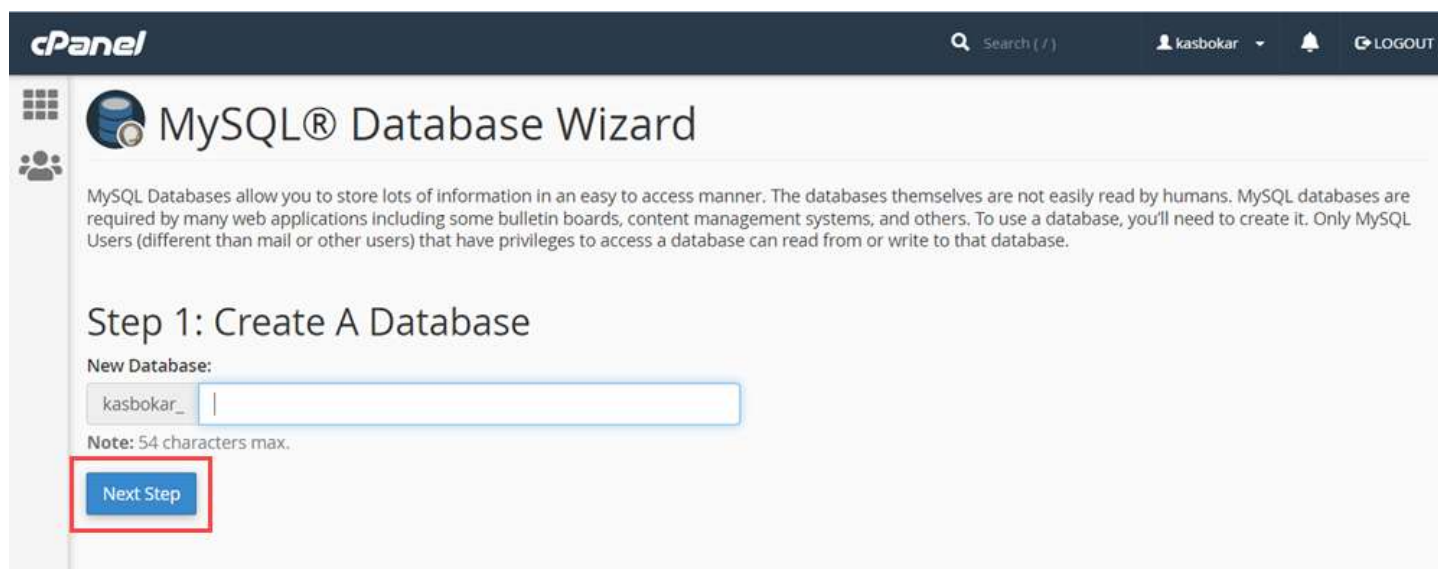 cPanel
Search ( / )
kasbokar
LOGOUT
MySQL® Database Wizard
MySQL Databases allow you to store lots of information in an easy to access manner. The databases themselves are not easily read by humans. MySQL databases are
required by many web applications including some bulletin boards, content management systems, and others. To use a database, you'll need to create it. Only MySQL
Users (different than mail or other users) that have privileges to access a database can read from or write to that database.
Step 1: Create A Database
New Database:
kasbokar_
Note: 54 characters max.
Next Step